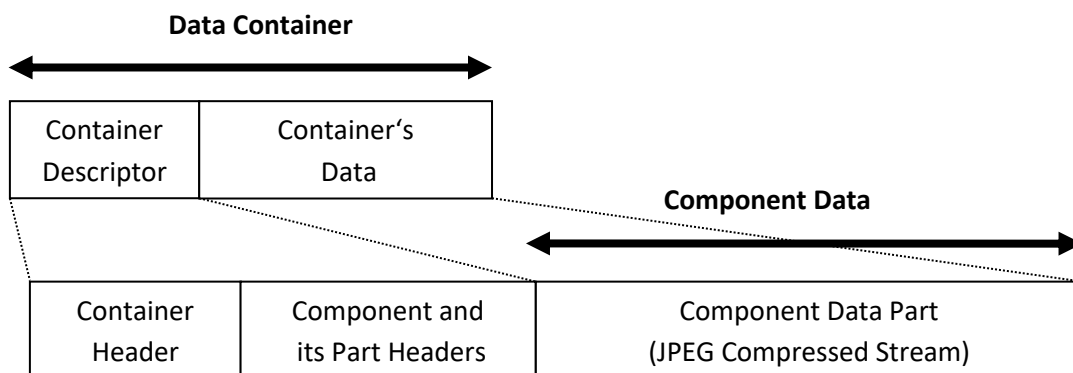 Data Container
Container
Descriptor
Container‘s
Data
Component Data
Container
Header
Component and
its Part Headers
Component Data Part
(JPEG Compressed Stream)